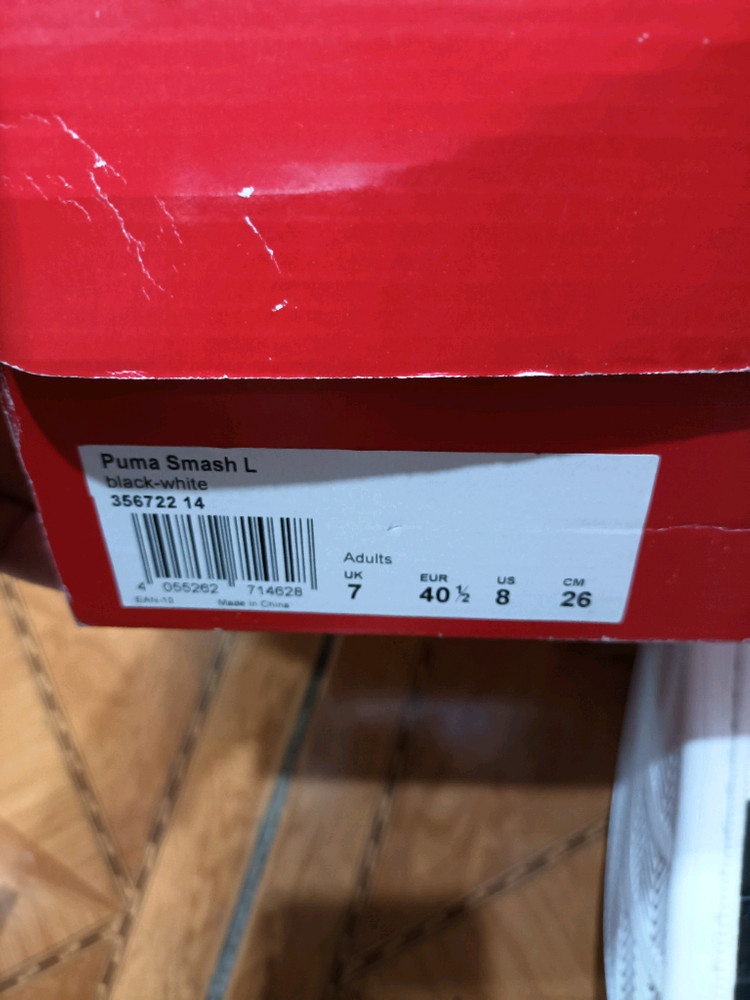 Puma Smash L
black-white
356722 14
4 055262 714628
EAN-13 Made in China
Adults
UK EUR US CM
7 40 ½ 8 26